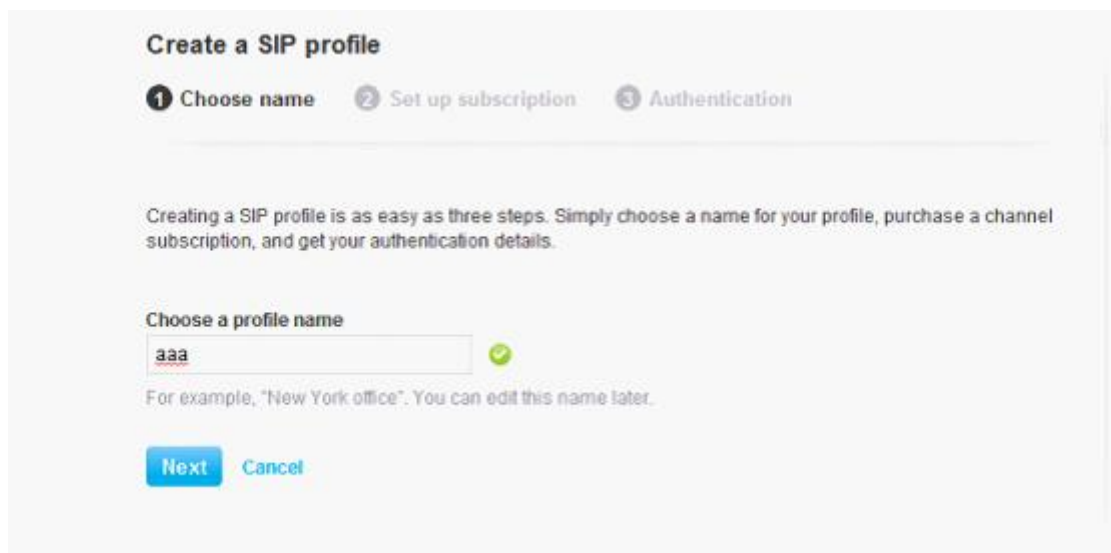 Create a SIP profile
1 Choose name 2 Set up subscription 3 Authentication
Creating a SIP profile is as easy as three steps. Simply choose a name for your profile, purchase a channel
subscription, and get your authentication details.
Choose a profile name
aaa
For example, "New York office". You can edit this name later.
Next Cancel